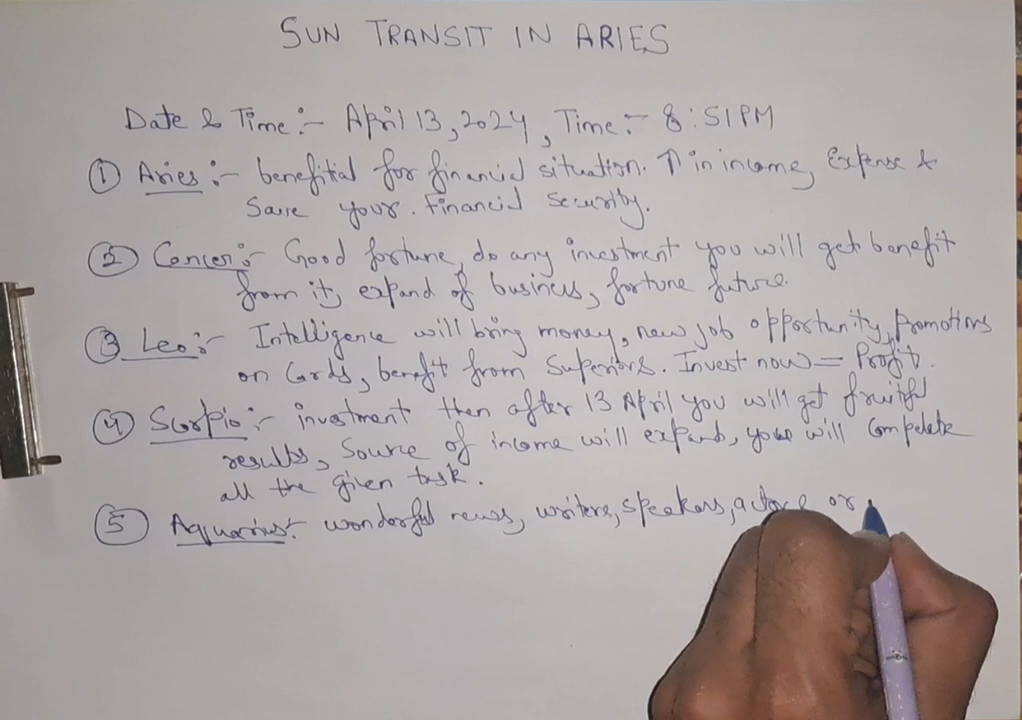 SUN TRANSIT IN ARIES
Date & Time :- April 13, 2024, Time :- 8:51PM
① Aries :- benefitial for financial situation. ↑ in income, Expense &
Save your. Financial Security.
② Cancer :- Good fortune, do any investment you will get benefit
from it, expand of business, fortune future.
③ Leo :- Intelligence will bring money, new job opportunity, promotions
on Cards, benefit from Superiors. Invest now = Profit.
④ Scorpio :- investment then after 13 April you will get fruitful
results, Source of income will expand, you will Compelete
all the given task.
⑤ Aquarius :- wonderful news, writers, speakers, actors or